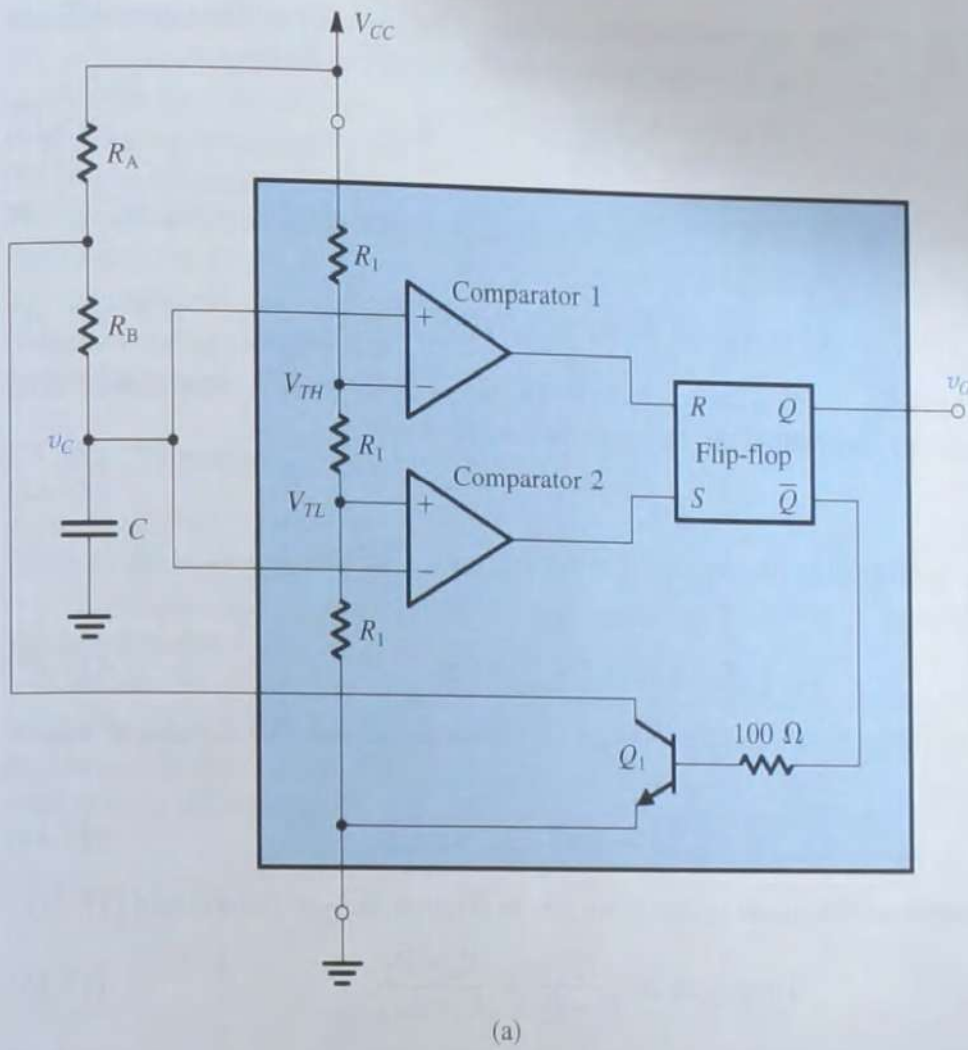 V_CC
R_A
R_1
Comparator 1
+
R_B
V_TH
−
R Q
v_O
v_C
R_1
Flip-flop
Comparator 2
V_TL
+
S Q̄
C
−
R_1
100 Ω
Q_1
(a)